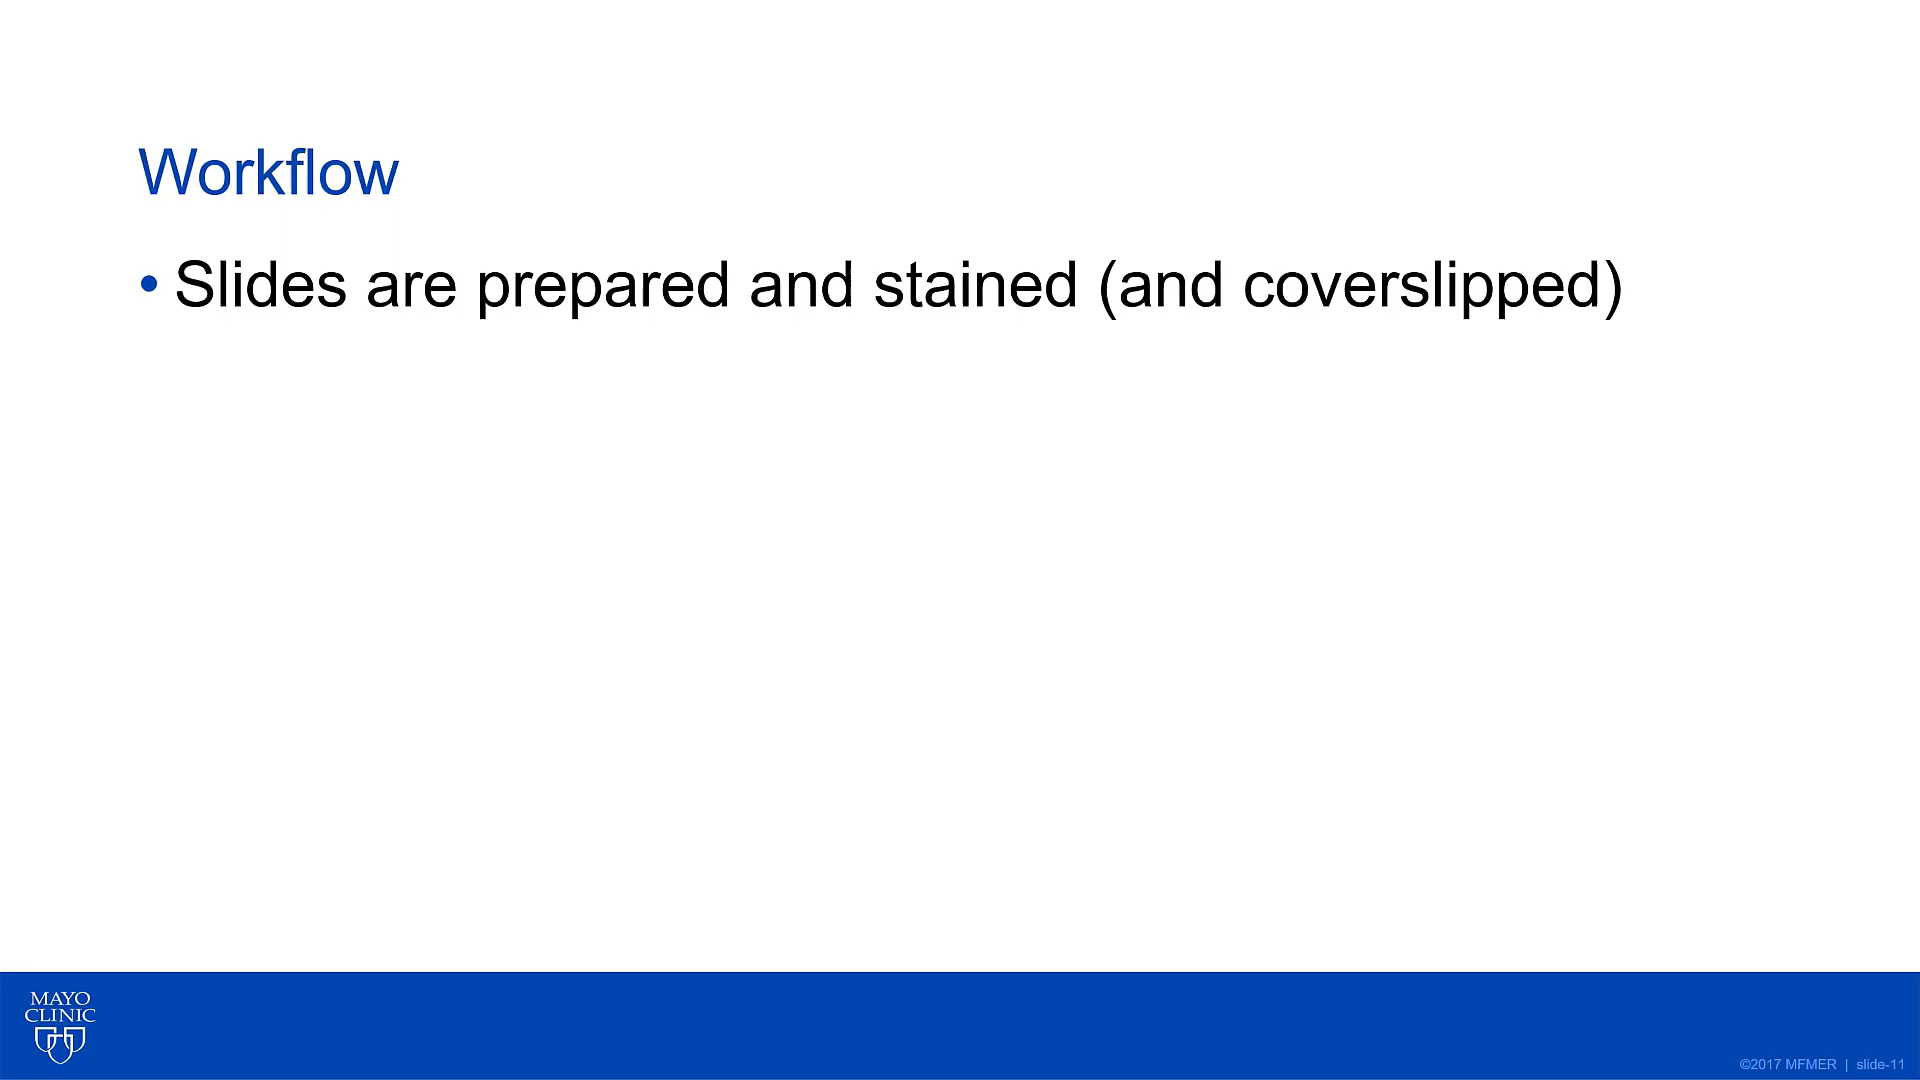 Workflow
• Slides are prepared and stained (and coverslipped)
MAYO
CLINIC
©2017 MFMER | slide-11